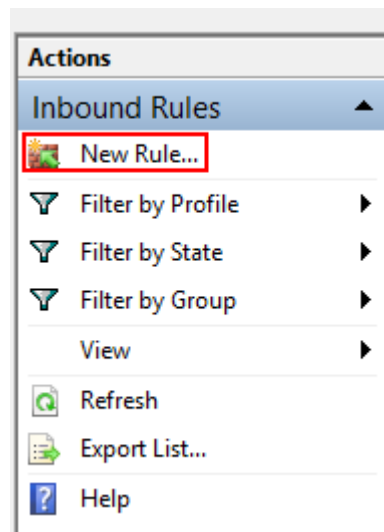 Actions
Inbound Rules
New Rule...
Filter by Profile
Filter by State
Filter by Group
View
Refresh
Export List...
Help